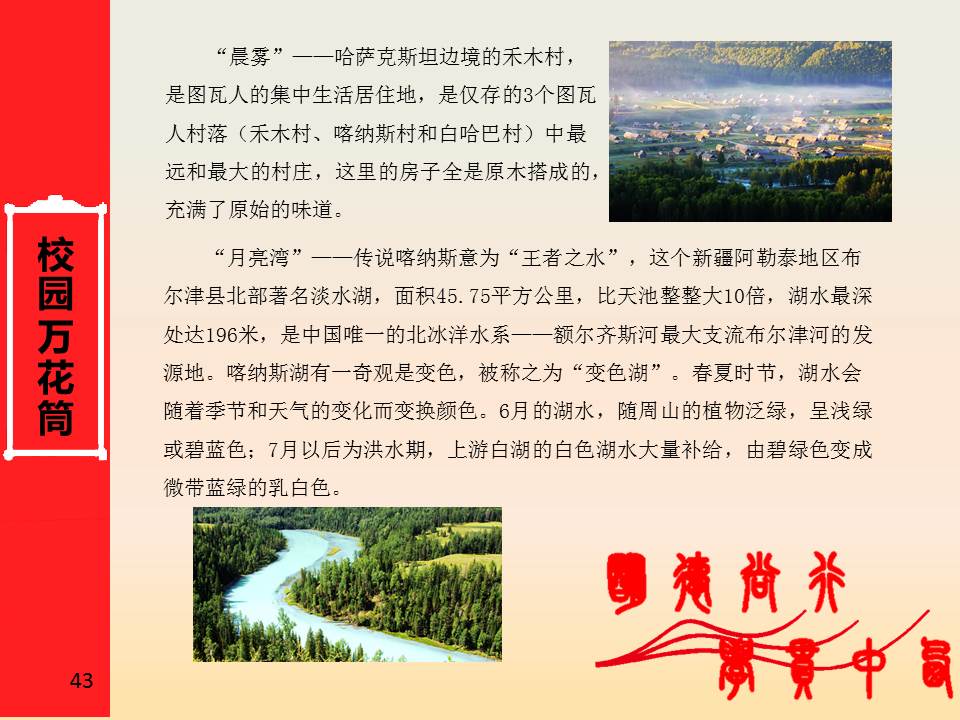 校园万花筒
“晨雾”——哈萨克斯坦边境的禾木村，
是图瓦人的集中生活居住地，是仅存的3个图瓦
人村落（禾木村、喀纳斯村和白哈巴村）中最
远和最大的村庄，这里的房子全是原木搭成的，
充满了原始的味道。
“月亮湾”——传说喀纳斯意为“王者之水”，这个新疆阿勒泰地区布
尔津县北部著名淡水湖，面积45.75平方公里，比天池整整大10倍，湖水最深
处达196米，是中国唯一的北冰洋水系——额尔齐斯河最大支流布尔津河的发
源地。喀纳斯湖有一奇观是变色，被称之为“变色湖”。春夏时节，湖水会
随着季节和天气的变化而变换颜色。6月的湖水，随周山的植物泛绿，呈浅绿
或碧蓝色；7月以后为洪水期，上游白湖的白色湖水大量补给，由碧绿色变成
微带蓝绿的乳白色。
德尚行
学贯中
43